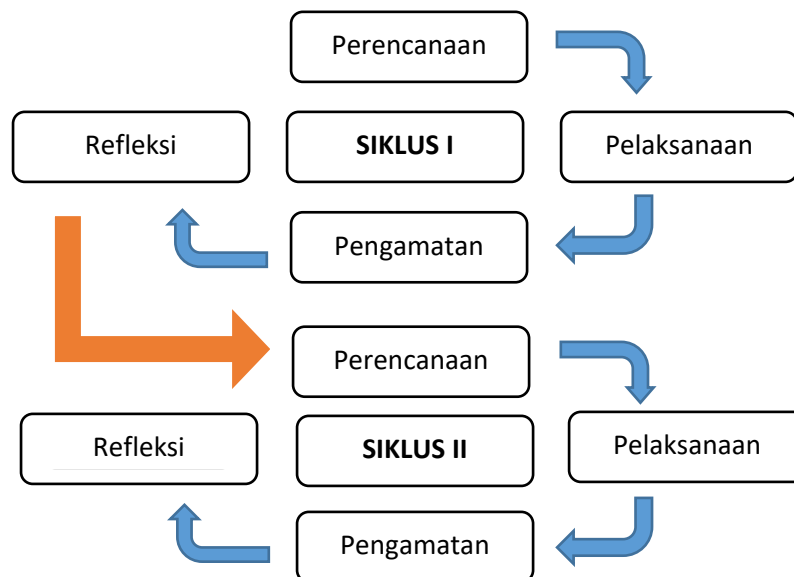 Perencanaan
Refleksi
SIKLUS I
Pelaksanaan
Pengamatan
Perencanaan
Refleksi
SIKLUS II
Pelaksanaan
Pengamatan